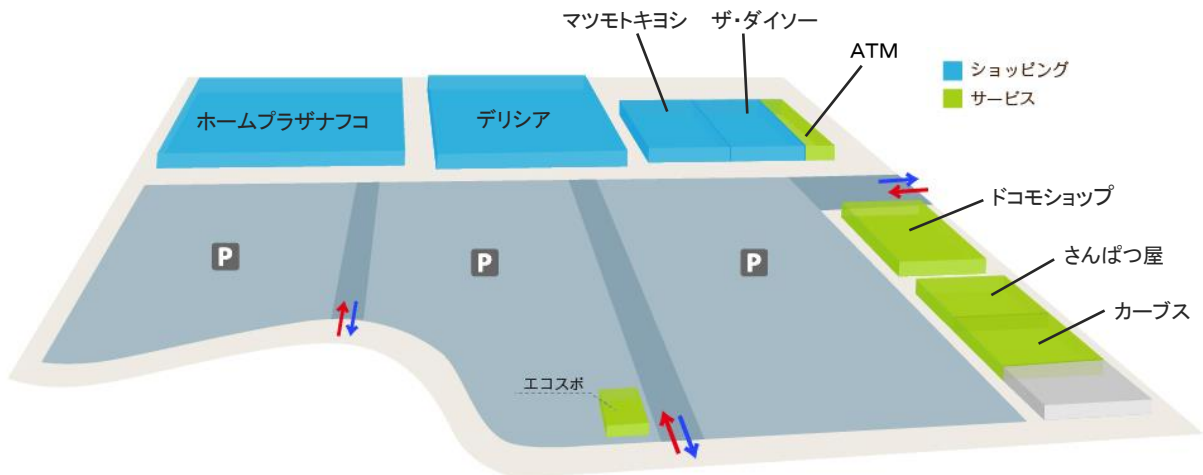 マツモトキヨシ
ザ・ダイソー
ATM
ショッピング
サービス
ホームプラザナフコ
デリシア
ドコモショップ
P
P
P
さんぱつ屋
カーブス
エコスポ